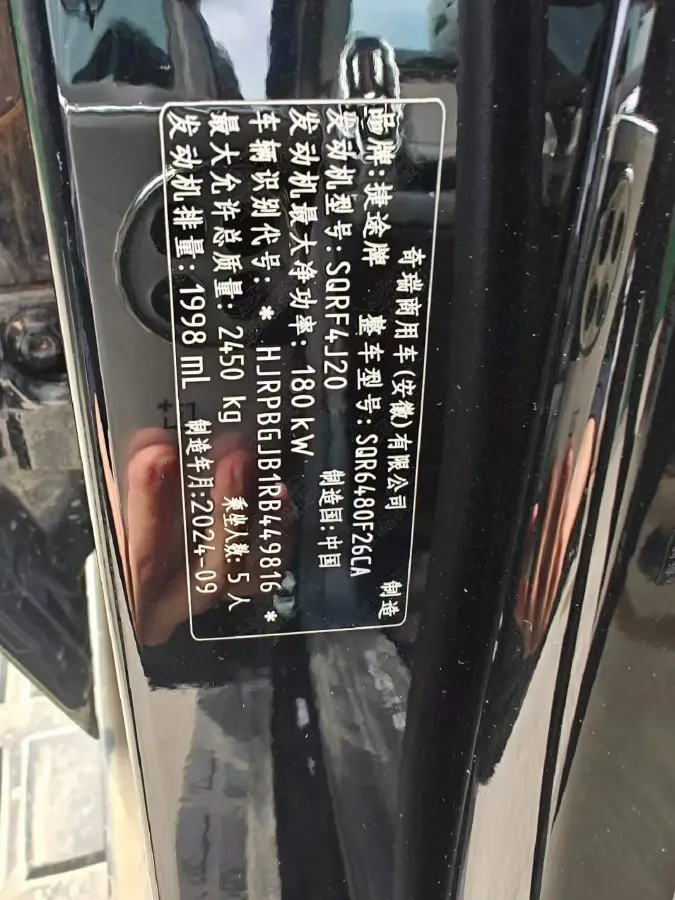 奇瑞商用车(安徽)有限公司 制造
品牌:捷途牌 整车型号:SQR6480F26CA
发动机型号:SQRF4J20 制造国:中国
发动机最大净功率:180 kW
车辆识别代号:*HJRPBGJB1RB449816*
最大允许总质量:2450 kg 乘坐人数:5人
发动机排量:1998 mL 制造年月:2024-09